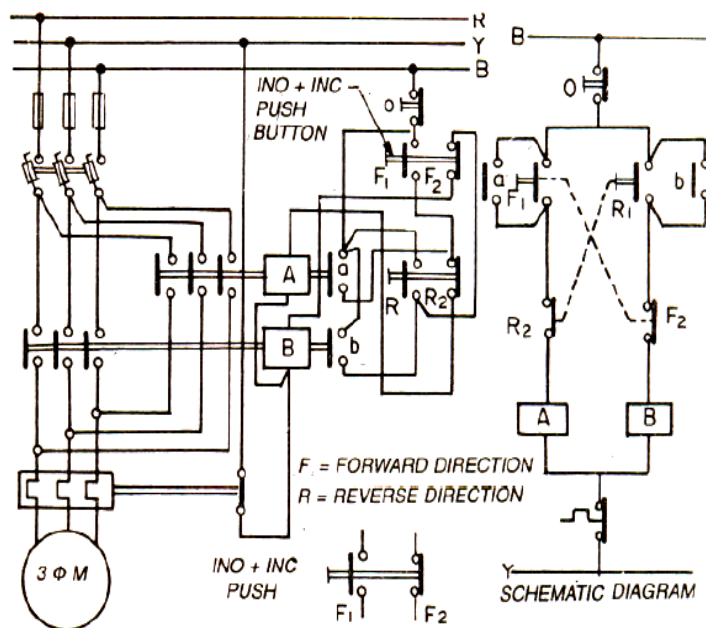 R
Y
B
B
INO + INC
PUSH
BUTTON
O
O
F1
F2
a
F1
R1
b
A
a
R
R2
B
b
R2
F2
A
B
F = FORWARD DIRECTION
R = REVERSE DIRECTION
3 Φ M
INO + INC
PUSH
F1
F2
Y
SCHEMATIC DIAGRAM